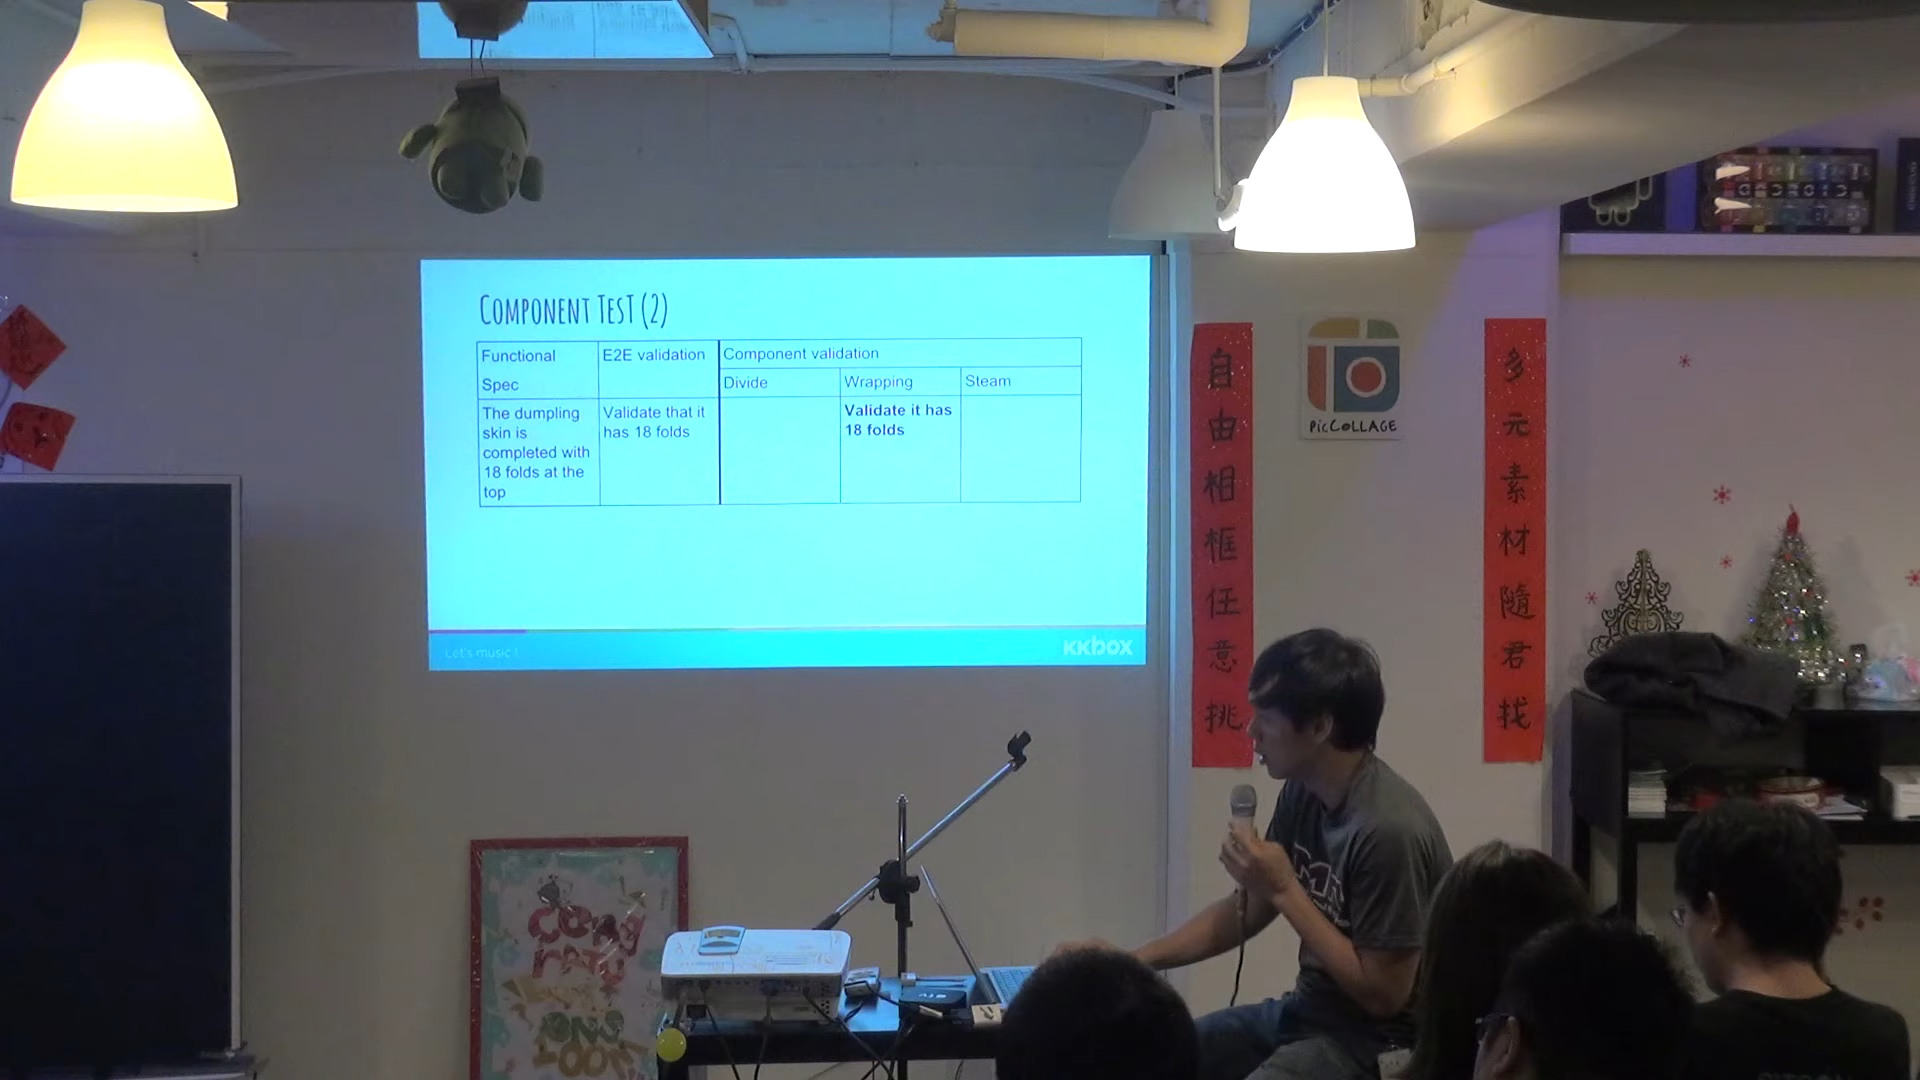 COMPONENT TEST (2)
Functional
Spec
E2E validation
Component validation
Divide
Wrapping
Steam
The dumpling
skin is
completed with
18 folds at the
top
Validate that it
has 18 folds
Validate it has
18 folds
Let's music !
KKBOX
自由相框任意挑
PicCOLLAGE
多元素材隨君找
tv